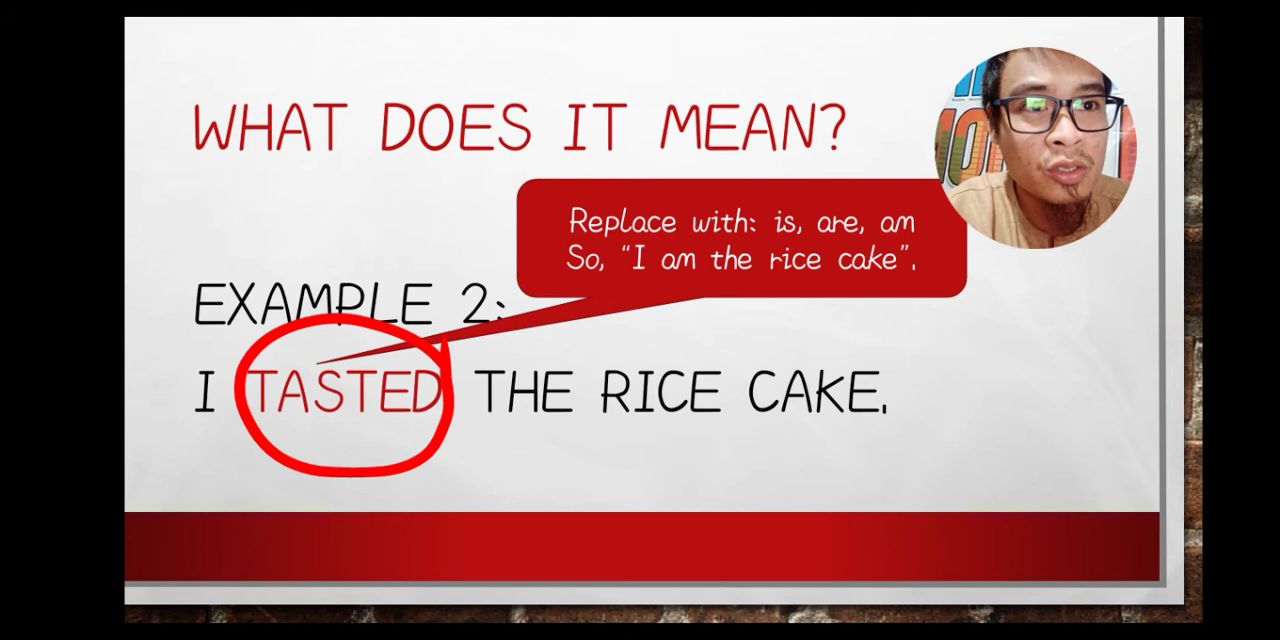 WHAT DOES IT MEAN?
Replace with: is, are, am
So, “I am the rice cake”.
EXAMPLE 2:
I TASTED THE RICE CAKE.